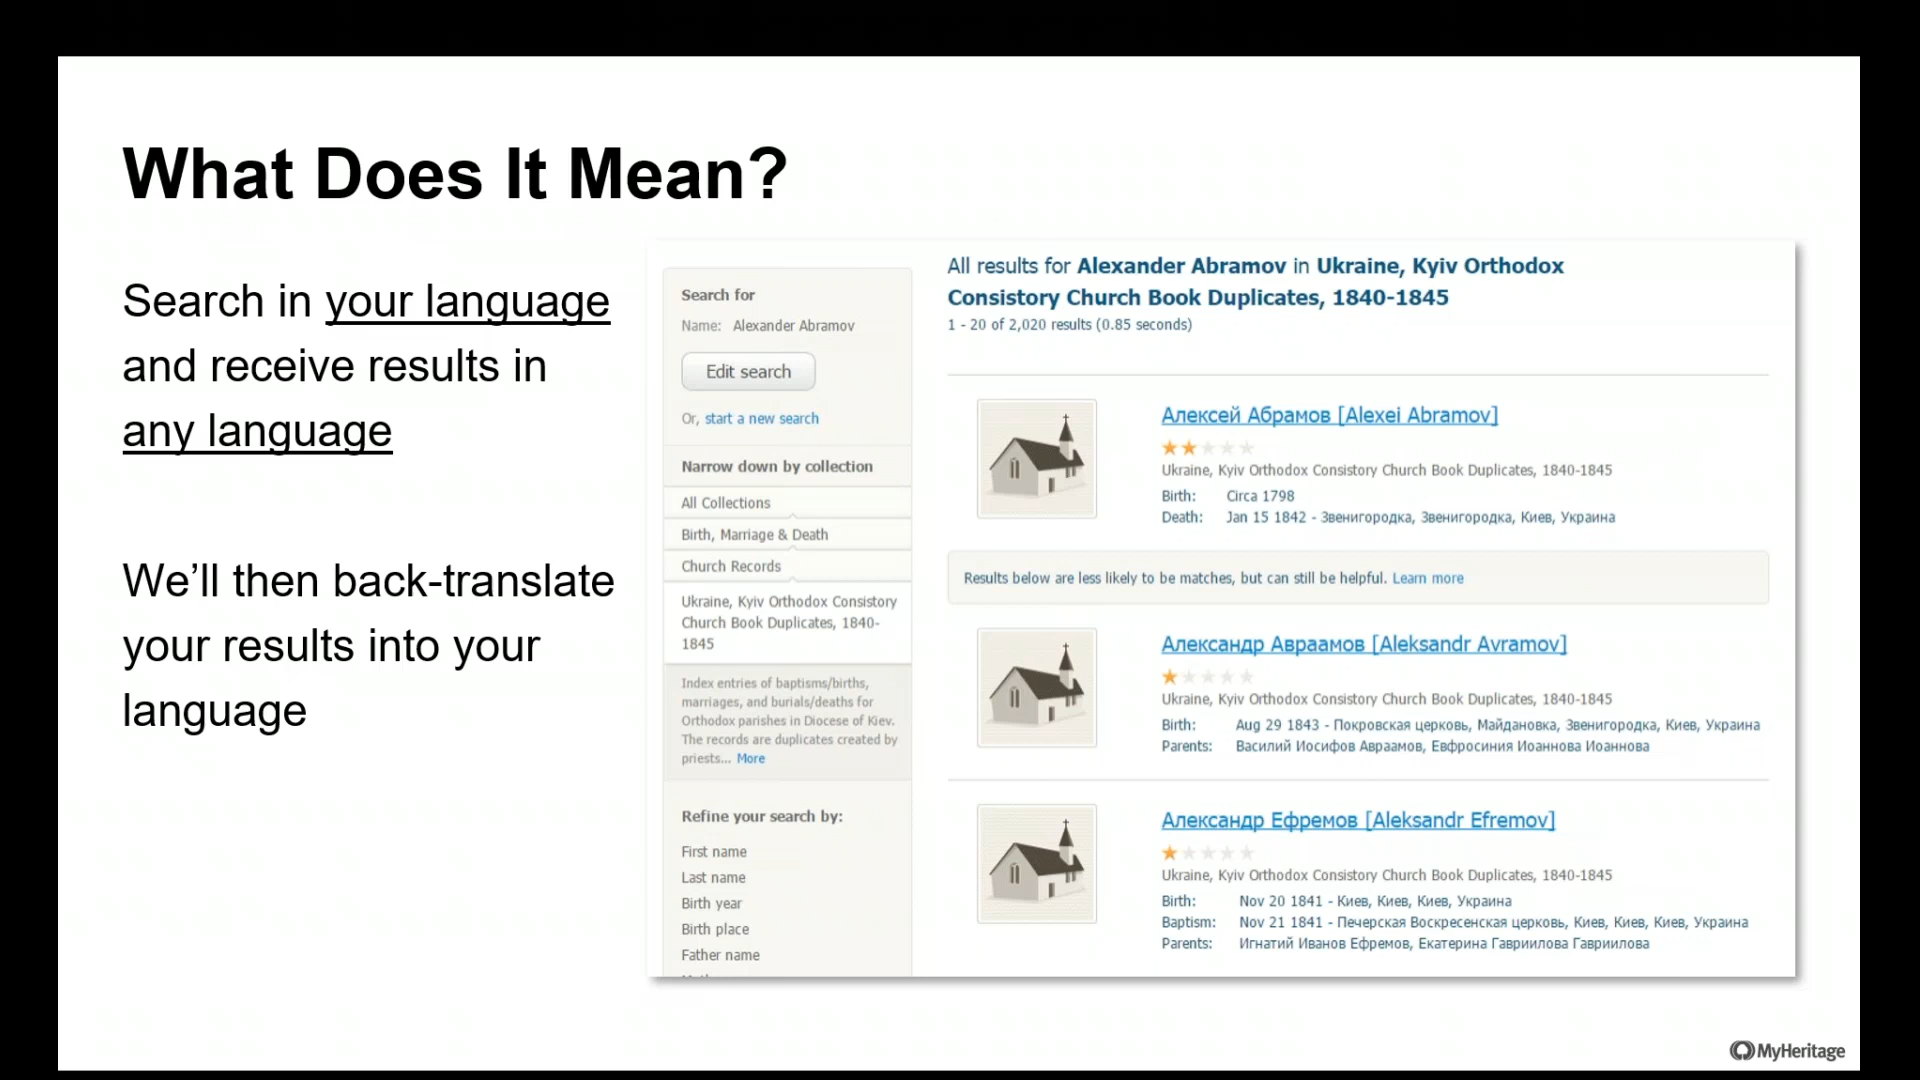 What Does It Mean?
Search in your language
and receive results in
any language
We’ll then back-translate
your results into your
language
Search for
Name: Alexander Abramov
Edit search
Or, start a new search
Narrow down by collection
All Collections
Birth, Marriage & Death
Church Records
Ukraine, Kyiv Orthodox Consistory
Church Book Duplicates, 1840-
1845
Index entries of baptisms/births,
marriages, and burials/deaths for
Orthodox parishes in Diocese of Kiev.
The records are duplicates created by
priests... More
Refine your search by:
First name
Last name
Birth year
Birth place
Father name
All results for Alexander Abramov in Ukraine, Kyiv Orthodox
Consistory Church Book Duplicates, 1840-1845
1 - 20 of 2,020 results (0.85 seconds)
Алексей Абрамов [Alexei Abramov]
Ukraine, Kyiv Orthodox Consistory Church Book Duplicates, 1840-1845
Birth: Circa 1798
Death: Jan 15 1842 - Звенигородка, Звенигородка, Киев, Украина
Results below are less likely to be matches, but can still be helpful. Learn more
Александр Авраамов [Aleksandr Avramov]
Ukraine, Kyiv Orthodox Consistory Church Book Duplicates, 1840-1845
Birth: Aug 29 1843 - Покровская церковь, Майдановка, Звенигородка, Киев, Украина
Parents: Василий Иосифов Авраамов, Евфросиния Иоаннова Иоаннова
Александр Ефремов [Aleksandr Efremov]
Ukraine, Kyiv Orthodox Consistory Church Book Duplicates, 1840-1845
Birth: Nov 20 1841 - Киев, Киев, Киев, Украина
Baptism: Nov 21 1841 - Печерская Воскресенская церковь, Киев, Киев, Киев, Украина
Parents: Игнатий Иванов Ефремов, Екатерина Гавриилова Гавриилова
MyHeritage